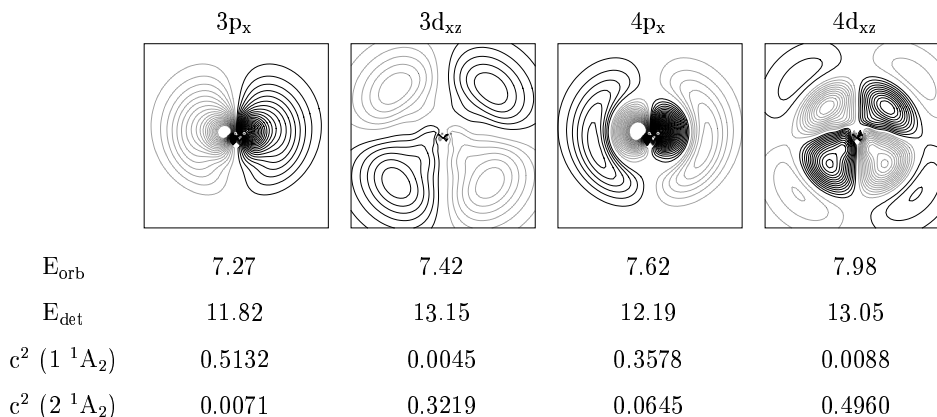 3pₓ 3d_xz 4pₓ 4d_xz
E_orb 7.27 7.42 7.62 7.98
E_det 11.82 13.15 12.19 13.05
c² (1 ¹A₂) 0.5132 0.0045 0.3578 0.0088
c² (2 ¹A₂) 0.0071 0.3219 0.0645 0.4960